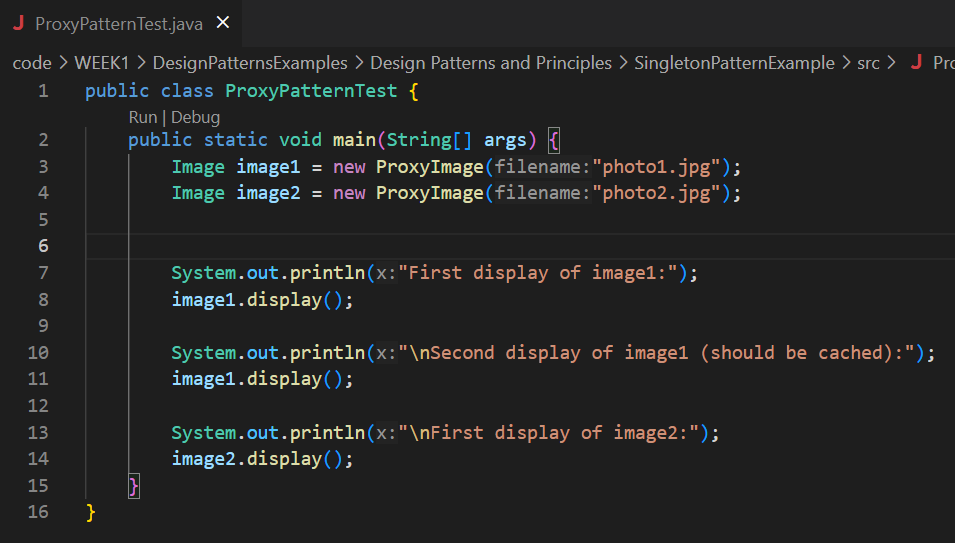 J ProxyPatternTest.java ×
code > WEEK1 > DesignPatternsExamples > Design Patterns and Principles > SingletonPatternExample > src > J Pro
1 public class ProxyPatternTest {
Run | Debug
2 public static void main(String[] args) {
3 Image image1 = new ProxyImage(filename:"photo1.jpg");
4 Image image2 = new ProxyImage(filename:"photo2.jpg");
5
6
7 System.out.println(x:"First display of image1:");
8 image1.display();
9
10 System.out.println(x:"\nSecond display of image1 (should be cached):");
11 image1.display();
12
13 System.out.println(x:"\nFirst display of image2:");
14 image2.display();
15 }
16 }